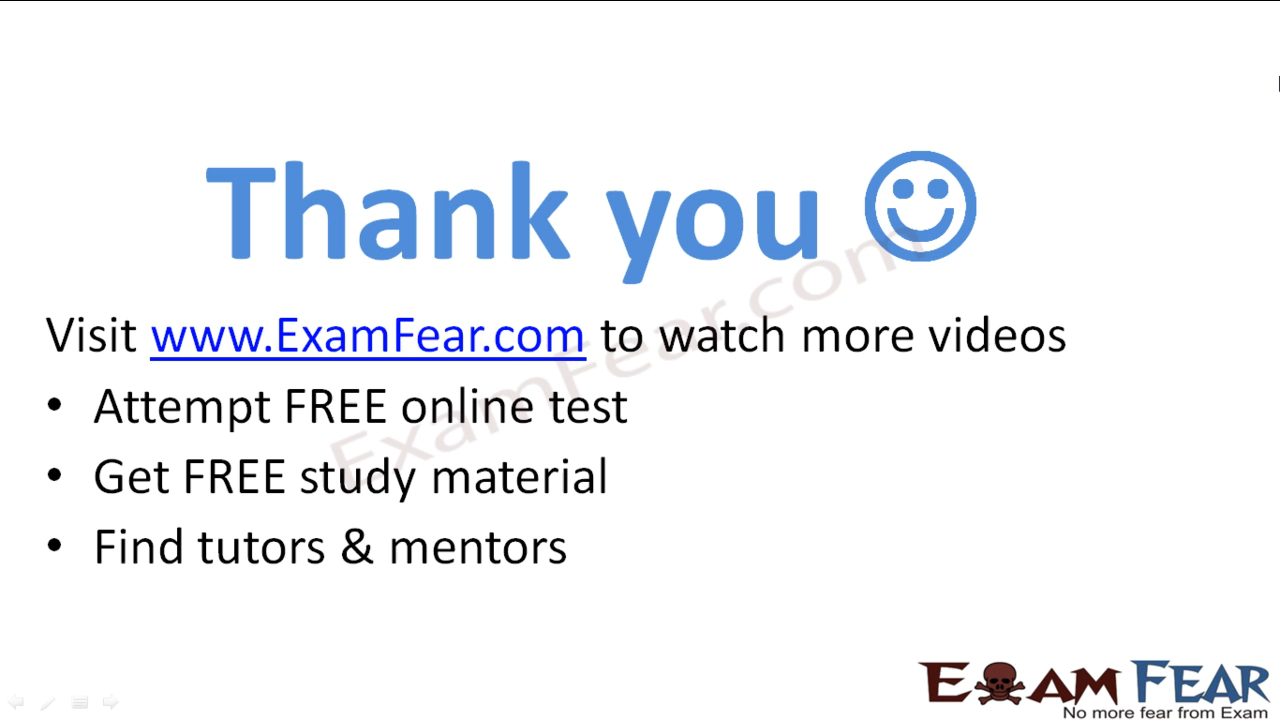 Thank you
Visit www.ExamFear.com to watch more videos
• Attempt FREE online test
• Get FREE study material
• Find tutors & mentors
ExamFear.com
EXAM FEAR
No more fear from Exam